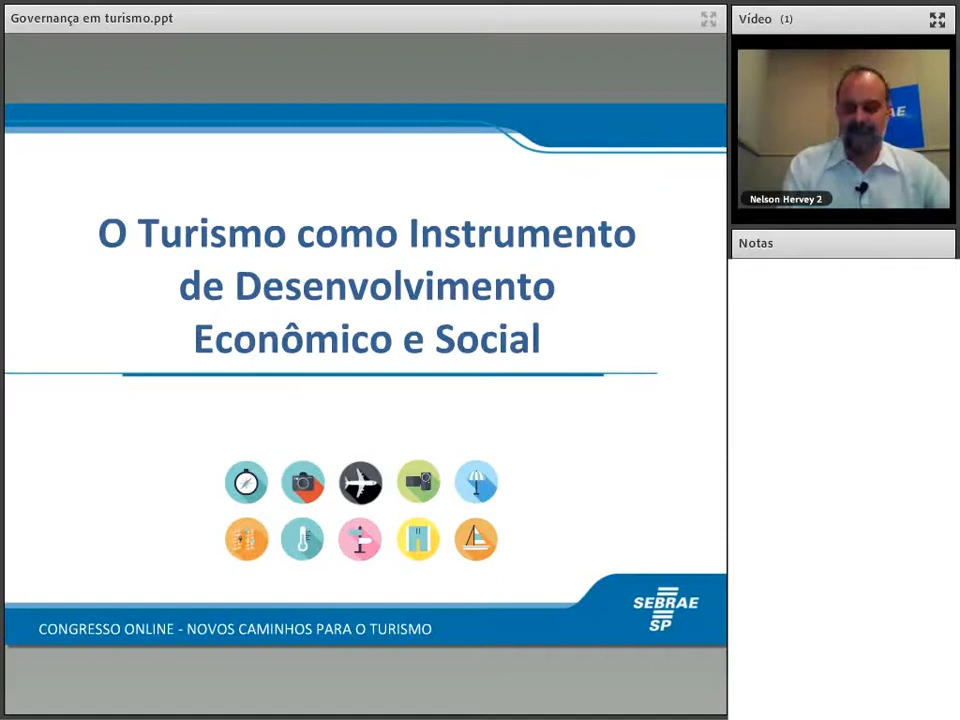 Governança em turismo.ppt
Vídeo (1)
AE
Nelson Hervey 2
Notas
O Turismo como Instrumento
de Desenvolvimento
Econômico e Social
SEBRAE
SP
CONGRESSO ONLINE - NOVOS CAMINHOS PARA O TURISMO